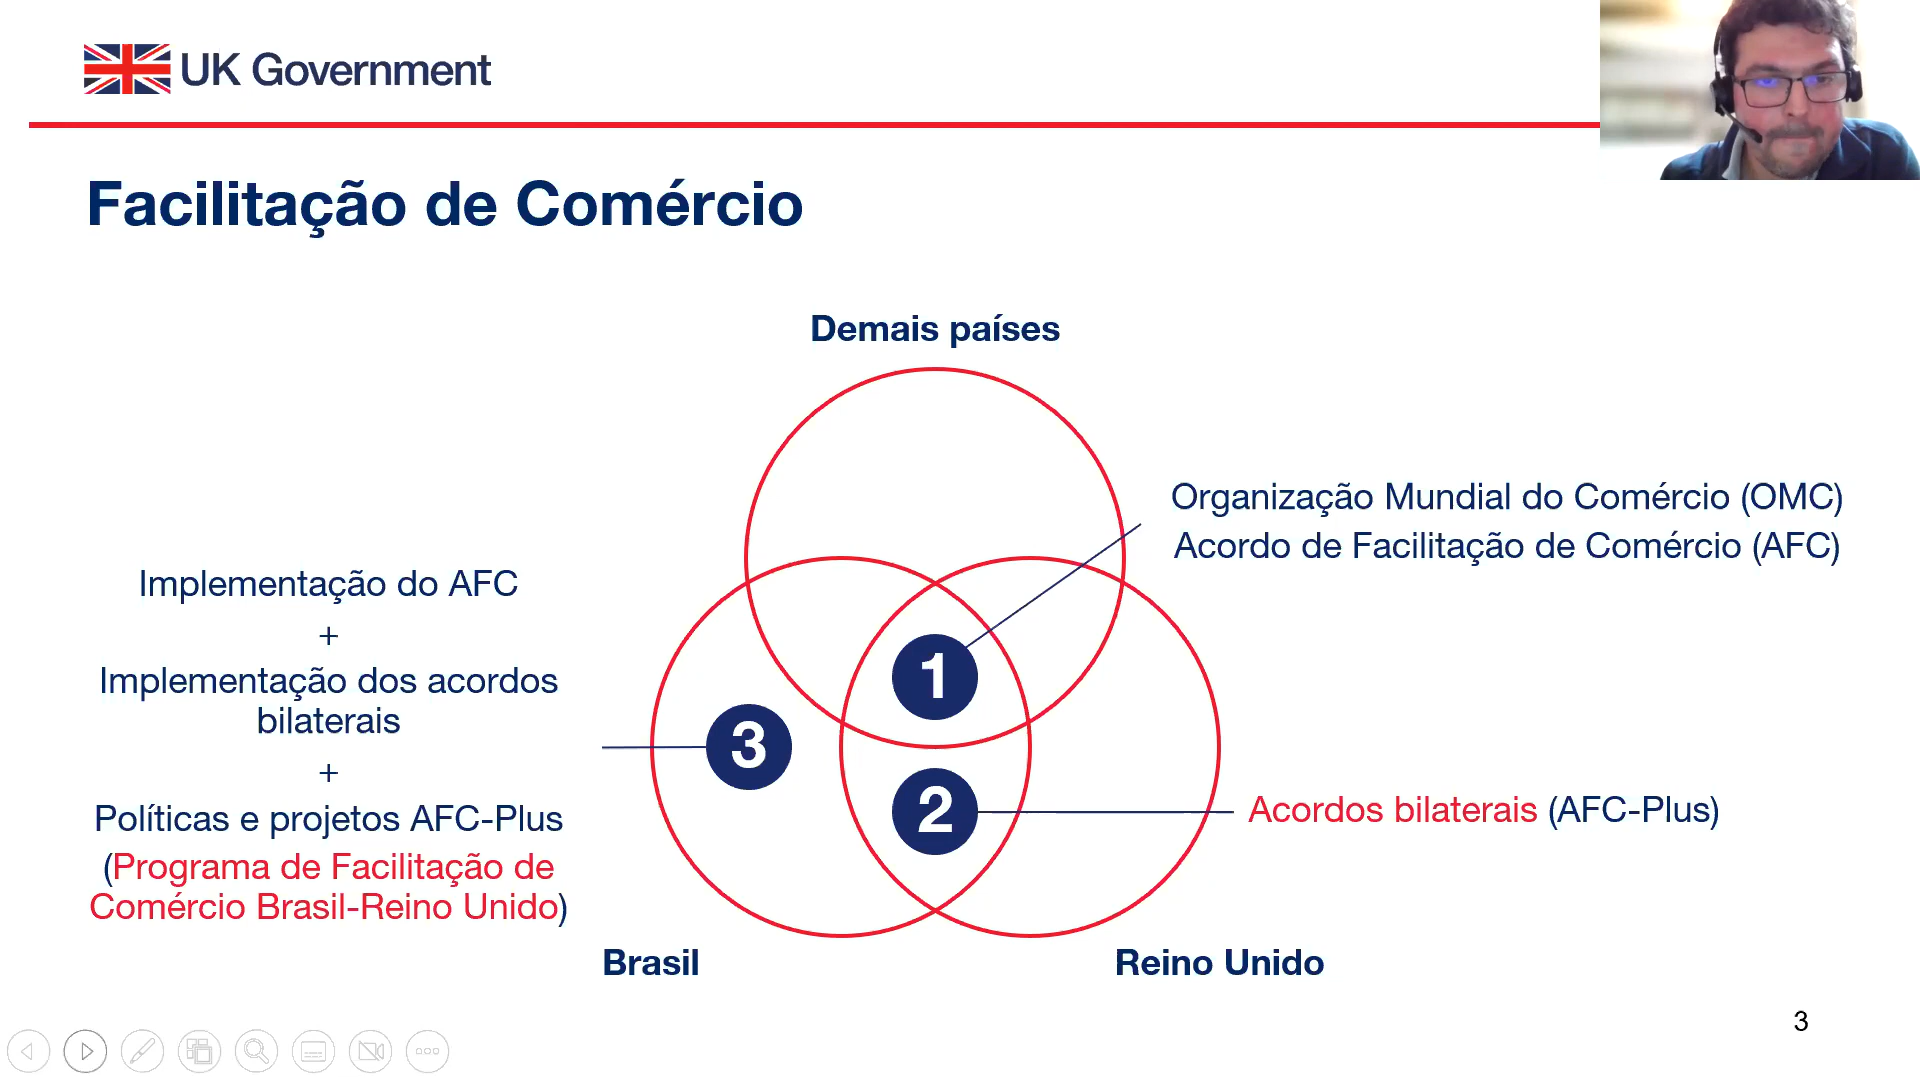 UK Government
Facilitação de Comércio
Demais países
Organização Mundial do Comércio (OMC)
Acordo de Facilitação de Comércio (AFC)
Implementação do AFC
+
Implementação dos acordos
bilaterais
+
Políticas e projetos AFC-Plus
(Programa de Facilitação de
Comércio Brasil-Reino Unido)
1
3
2
Acordos bilaterais (AFC-Plus)
Brasil
Reino Unido
3